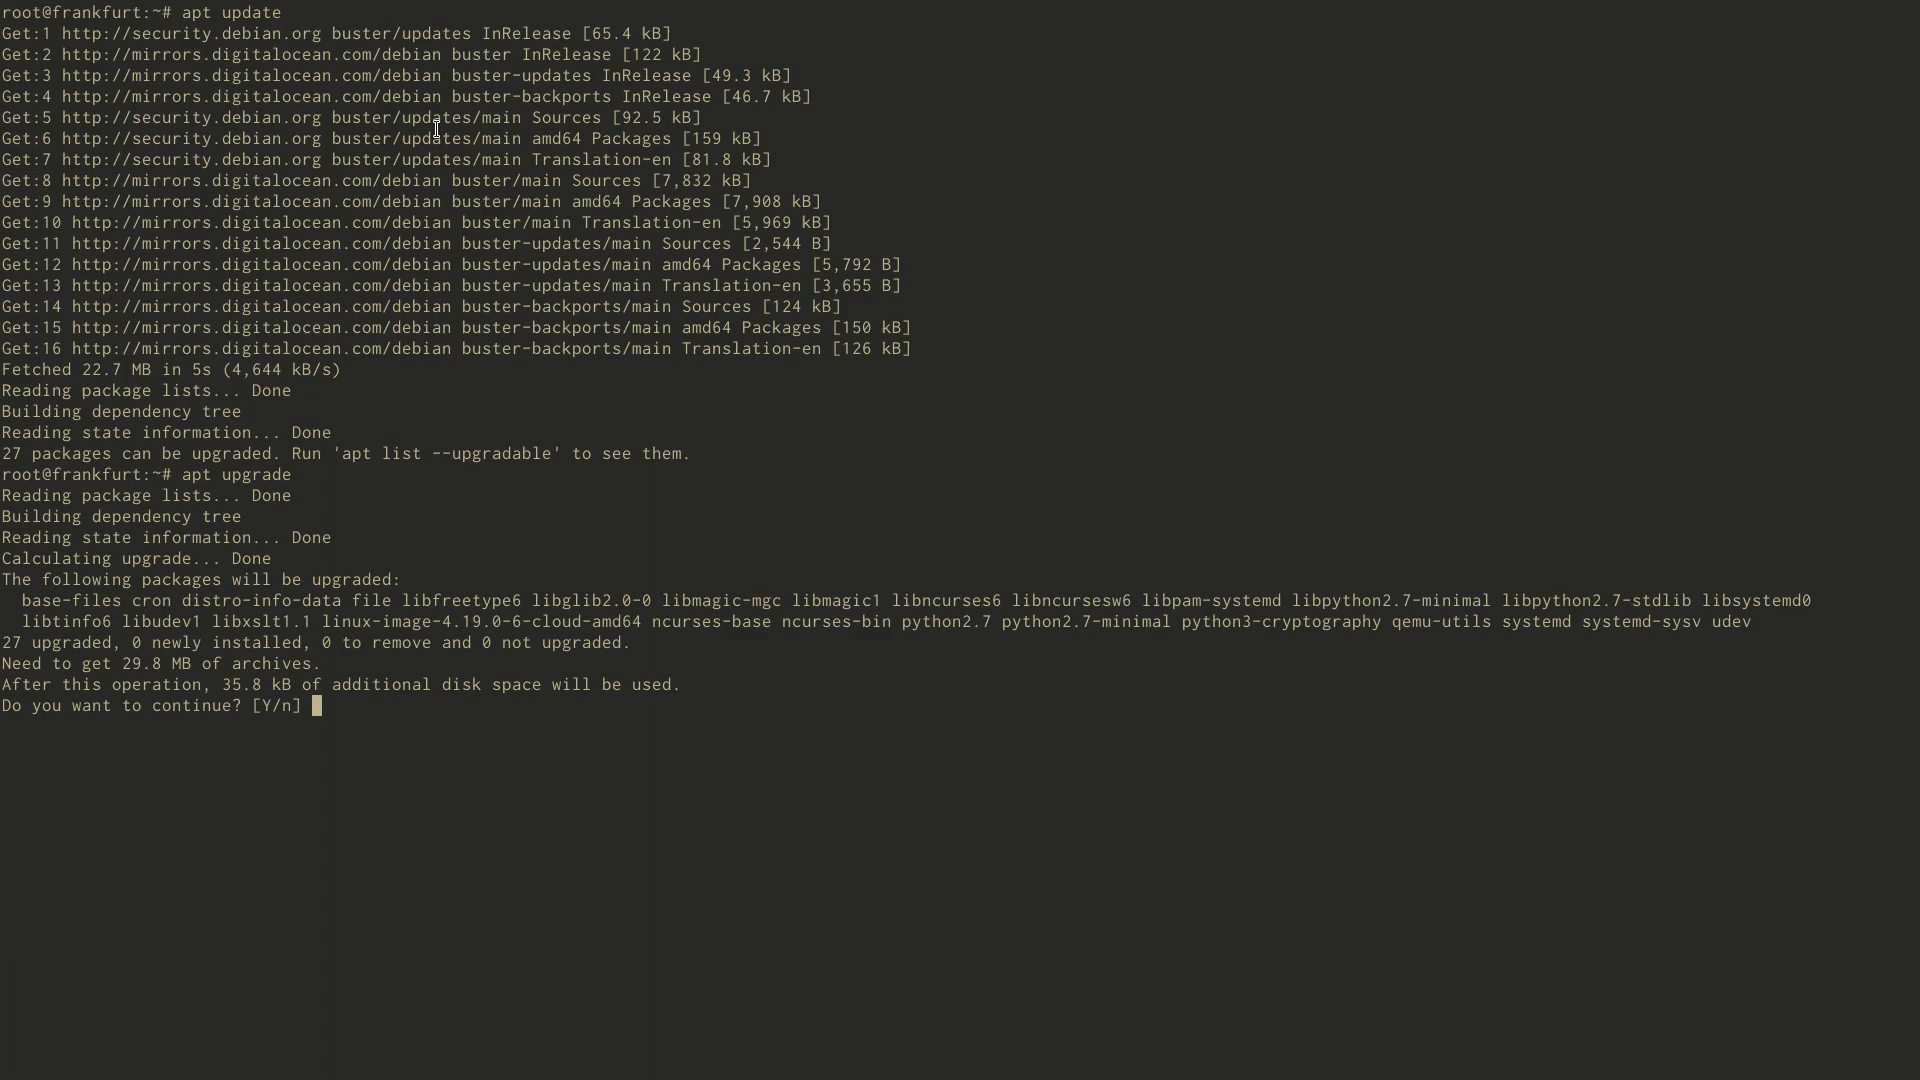 root@frankfurt:~# apt update
Get:1 http://security.debian.org buster/updates InRelease [65.4 kB]
Get:2 http://mirrors.digitalocean.com/debian buster InRelease [122 kB]
Get:3 http://mirrors.digitalocean.com/debian buster-updates InRelease [49.3 kB]
Get:4 http://mirrors.digitalocean.com/debian buster-backports InRelease [46.7 kB]
Get:5 http://security.debian.org buster/updates/main Sources [92.5 kB]
Get:6 http://security.debian.org buster/updates/main amd64 Packages [159 kB]
Get:7 http://security.debian.org buster/updates/main Translation-en [81.8 kB]
Get:8 http://mirrors.digitalocean.com/debian buster/main Sources [7,832 kB]
Get:9 http://mirrors.digitalocean.com/debian buster/main amd64 Packages [7,908 kB]
Get:10 http://mirrors.digitalocean.com/debian buster/main Translation-en [5,969 kB]
Get:11 http://mirrors.digitalocean.com/debian buster-updates/main Sources [2,544 B]
Get:12 http://mirrors.digitalocean.com/debian buster-updates/main amd64 Packages [5,792 B]
Get:13 http://mirrors.digitalocean.com/debian buster-updates/main Translation-en [3,655 B]
Get:14 http://mirrors.digitalocean.com/debian buster-backports/main Sources [124 kB]
Get:15 http://mirrors.digitalocean.com/debian buster-backports/main amd64 Packages [150 kB]
Get:16 http://mirrors.digitalocean.com/debian buster-backports/main Translation-en [126 kB]
Fetched 22.7 MB in 5s (4,644 kB/s)
Reading package lists... Done
Building dependency tree
Reading state information... Done
27 packages can be upgraded. Run 'apt list --upgradable' to see them.
root@frankfurt:~# apt upgrade
Reading package lists... Done
Building dependency tree
Reading state information... Done
Calculating upgrade... Done
The following packages will be upgraded:
  base-files cron distro-info-data file libfreetype6 libglib2.0-0 libmagic-mgc libmagic1 libncurses6 libncursesw6 libpam-systemd libpython2.7-minimal libpython2.7-stdlib libsystemd0
  libtinfo6 libudev1 libxslt1.1 linux-image-4.19.0-6-cloud-amd64 ncurses-base ncurses-bin python2.7 python2.7-minimal python3-cryptography qemu-utils systemd systemd-sysv udev
27 upgraded, 0 newly installed, 0 to remove and 0 not upgraded.
Need to get 29.8 MB of archives.
After this operation, 35.8 kB of additional disk space will be used.
Do you want to continue? [Y/n]